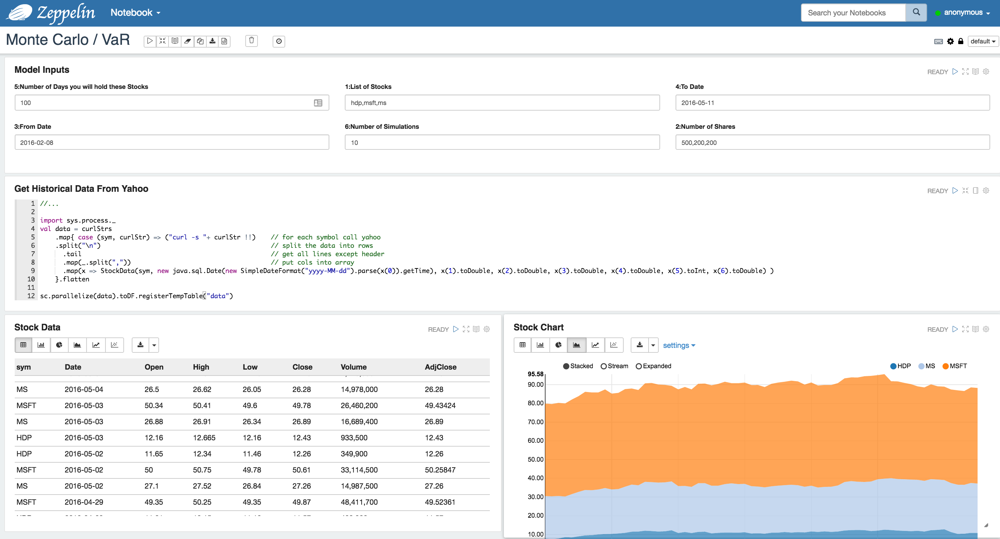 Zeppelin Notebook Search your Notebooks anonymous
Monte Carlo / VaR default
Model Inputs READY
5:Number of Days you will hold these Stocks 1:List of Stocks 4:To Date
100 hdp,msft,ms 2016-05-11
3:From Date 6:Number of Simulations 2:Number of Shares
2016-02-08 10 500,200,200
Get Historical Data From Yahoo READY
1 //...
2
3 import sys.process._
4 val data = curlStrs
5 .map{ case (sym, curlStr) => ("curl -s "+ curlStr !!) // for each symbol call yahoo
6 .split("\n") // split the data into rows
7 .tail // get all lines except header
8 .map(_.split(",")) // put cols into array
9 .map(x => StockData(sym, new java.sql.Date(new SimpleDateFormat("yyyy-MM-dd").parse(x(0)).getTime), x(1).toDouble, x(2).toDouble, x(3).toDouble, x(4).toDouble, x(5).toInt, x(6).toDouble) )
10 }.flatten
11
12 sc.parallelize(data).toDF.registerTempTable("data")
Stock Data READY
sym Date Open High Low Close Volume AdjClose
MS 2016-05-04 26.5 26.62 26.05 26.28 14,978,000 26.28
MSFT 2016-05-03 50.34 50.41 49.6 49.78 26,460,200 49.43424
MS 2016-05-03 26.88 26.91 26.34 26.89 16,689,400 26.89
HDP 2016-05-03 12.16 12.665 12.16 12.43 933,500 12.43
HDP 2016-05-02 11.65 12.34 11.46 12.26 349,900 12.26
MSFT 2016-05-02 50 50.75 49.78 50.61 33,114,500 50.25847
MS 2016-05-02 27.1 27.52 26.84 27.26 14,987,500 27.26
MSFT 2016-04-29 49.35 50.25 49.35 49.87 48,411,700 49.52361
Stock Chart READY
settings
Stacked Stream Expanded HDP MS MSFT
95.58
90.00
80.00
70.00
60.00
50.00
40.00
30.00
20.00
10.00